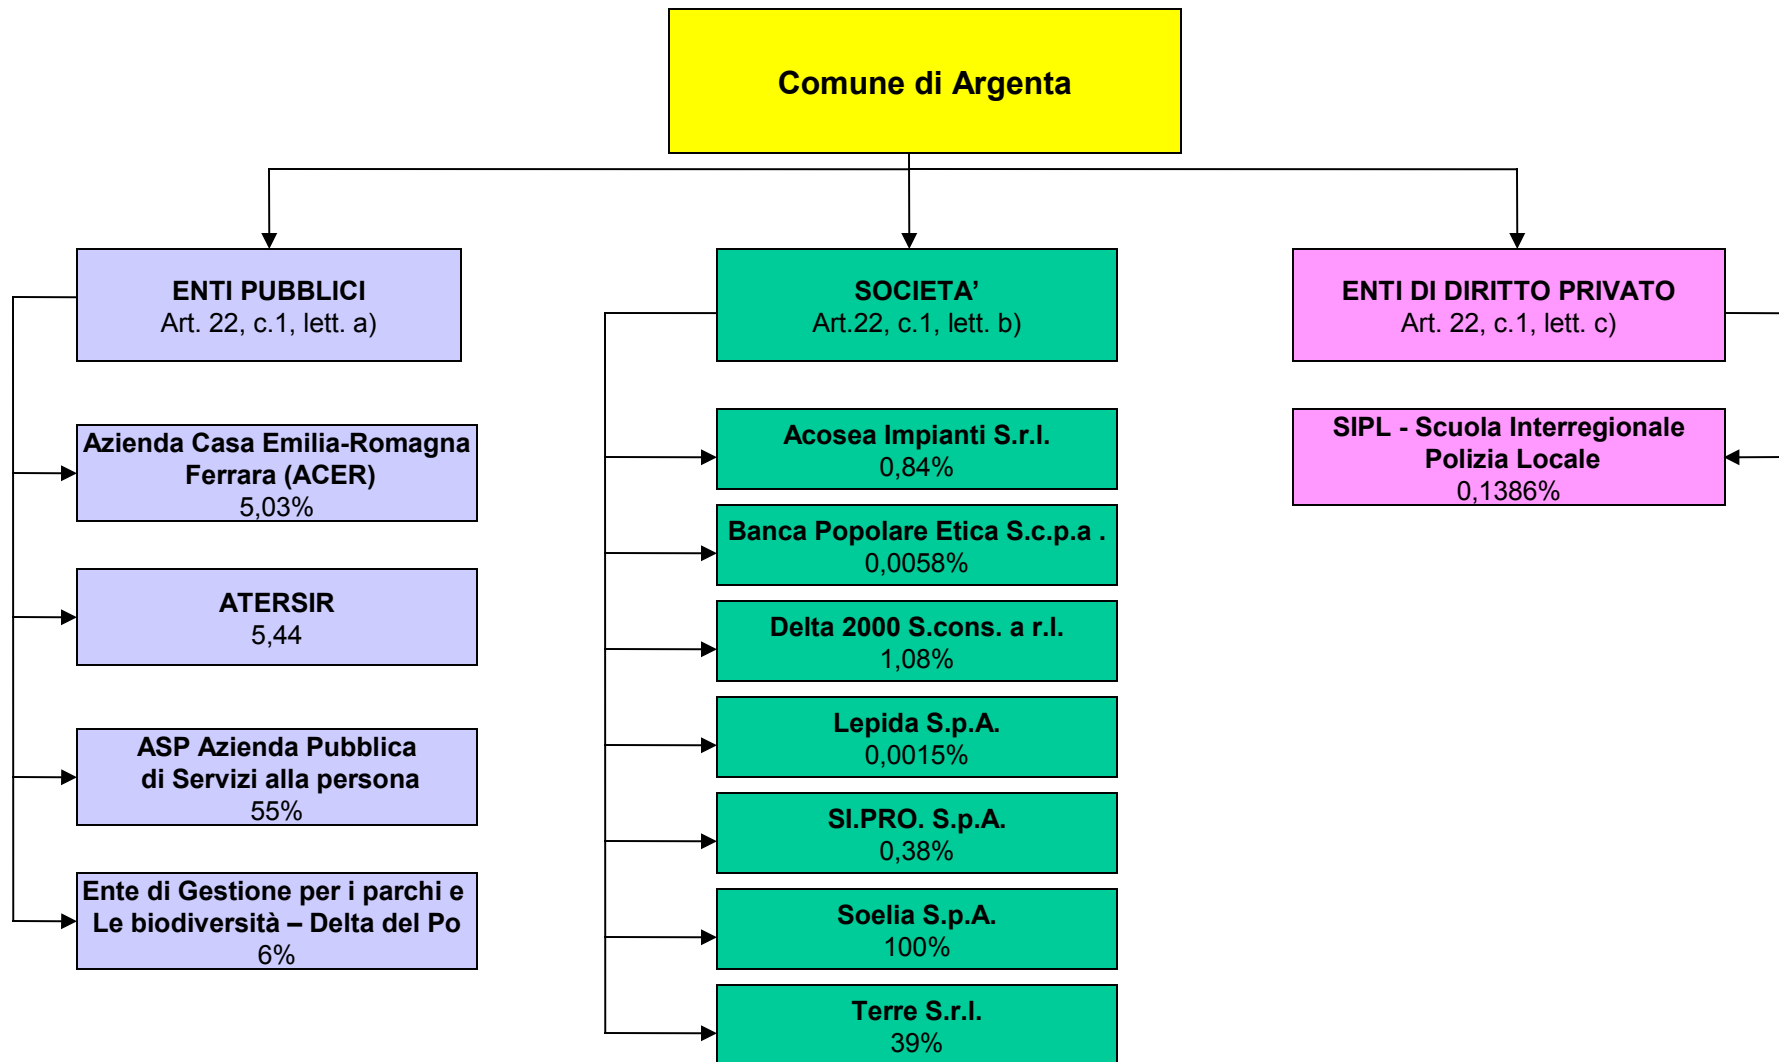 Comune di Argenta
ENTI PUBBLICI
Art. 22, c.1, lett. a)
Azienda Casa Emilia-Romagna
Ferrara (ACER)
5,03%
ATERSIR
5,44
ASP Azienda Pubblica
di Servizi alla persona
55%
Ente di Gestione per i parchi e
Le biodiversità – Delta del Po
6%
SOCIETA’
Art.22, c.1, lett. b)
Acosea Impianti S.r.l.
0,84%
Banca Popolare Etica S.c.p.a .
0,0058%
Delta 2000 S.cons. a r.l.
1,08%
Lepida S.p.A.
0,0015%
SI.PRO. S.p.A.
0,38%
Soelia S.p.A.
100%
Terre S.r.l.
39%
ENTI DI DIRITTO PRIVATO
Art. 22, c.1, lett. c)
SIPL - Scuola Interregionale
Polizia Locale
0,1386%